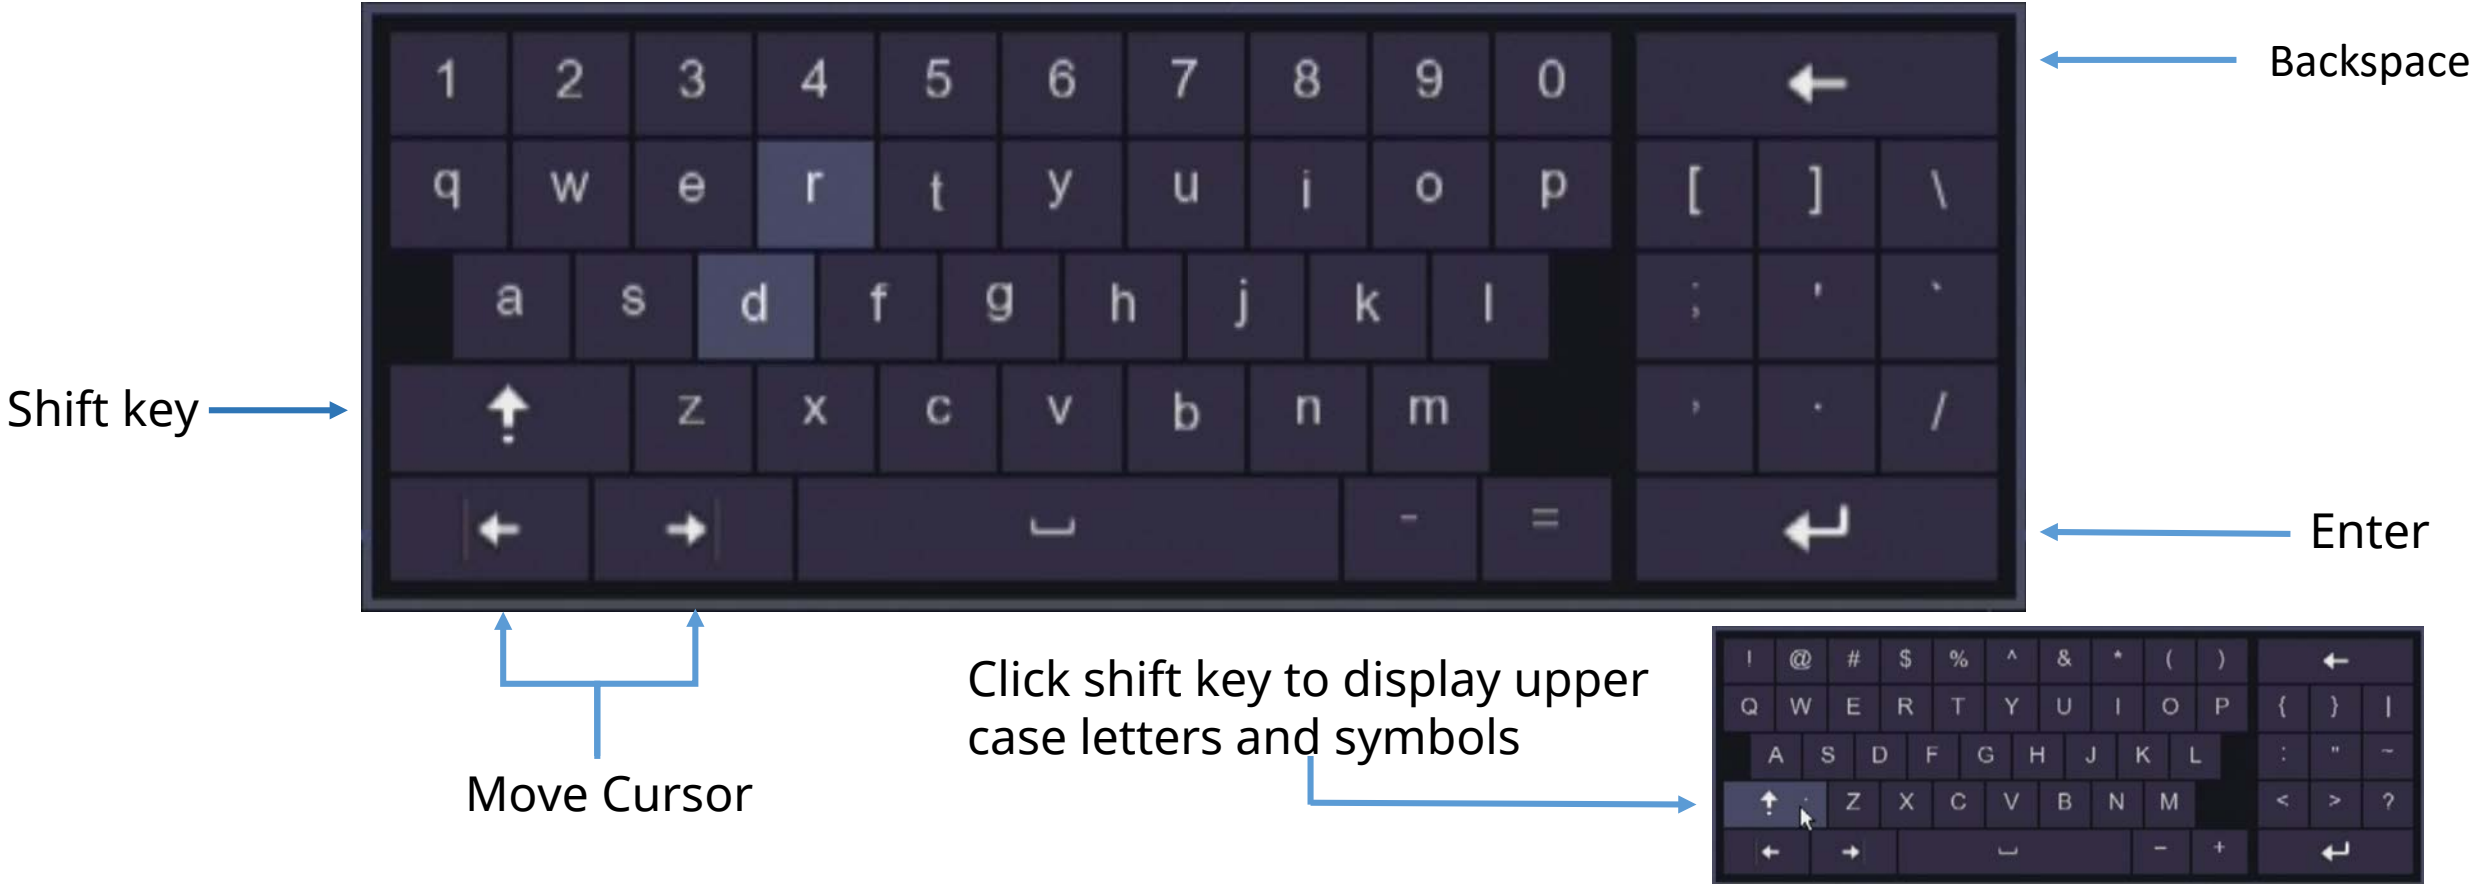 1 2 3 4 5 6 7 8 9 0
Backspace
q w e r t y u i o p [ ] \
a s d f g h j k l ; ' `
Shift key
z x c v b n m , . /
- =
Enter
Move Cursor
Click shift key to display upper
case letters and symbols
! @ # $ % ^ & * ( )
Q W E R T Y U I O P { } |
A S D F G H J K L : " ~
Z X C V B N M < > ?
_ +